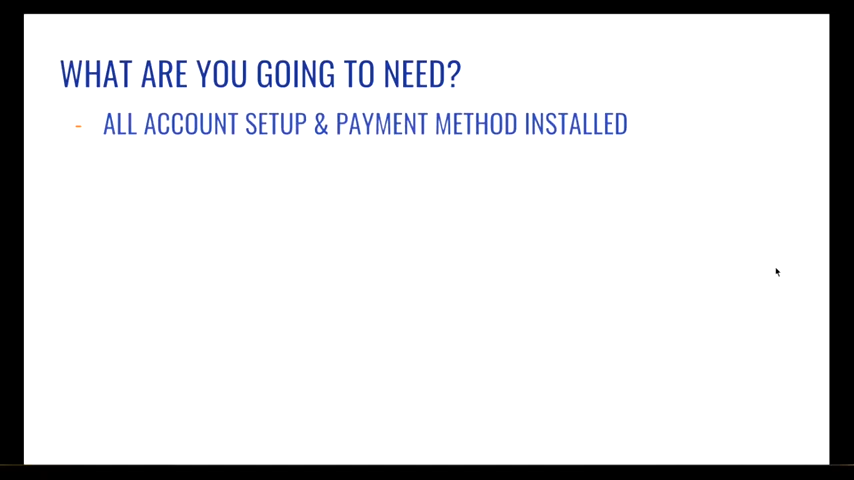 WHAT ARE YOU GOING TO NEED?
- ALL ACCOUNT SETUP & PAYMENT METHOD INSTALLED